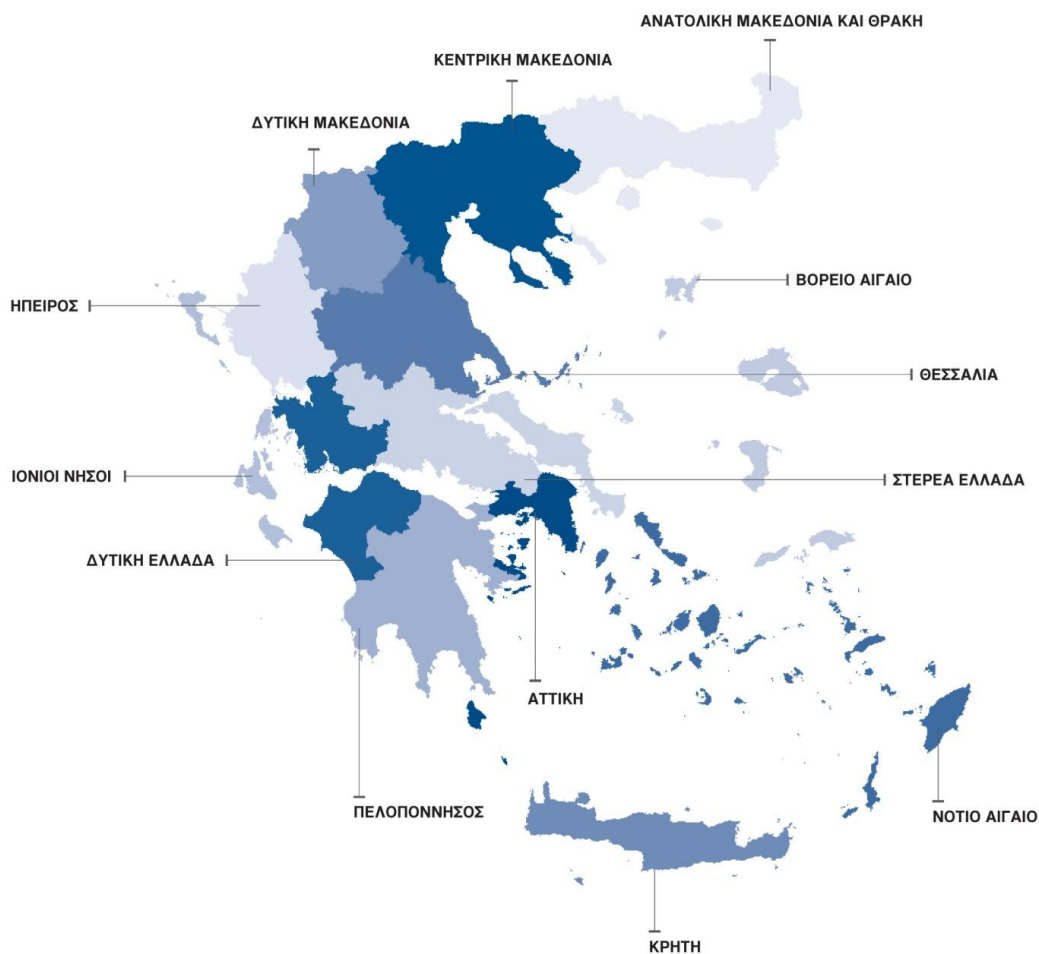 ΑΝΑΤΟΛΙΚΗ ΜΑΚΕΔΟΝΙΑ ΚΑΙ ΘΡΑΚΗ
ΚΕΝΤΡΙΚΗ ΜΑΚΕΔΟΝΙΑ
ΔΥΤΙΚΗ ΜΑΚΕΔΟΝΙΑ
ΒΟΡΕΙΟ ΑΙΓΑΙΟ
ΗΠΕΙΡΟΣ
ΘΕΣΣΑΛΙΑ
ΙΟΝΙΟΙ ΝΗΣΟΙ
ΣΤΕΡΕΑ ΕΛΛΑΔΑ
ΔΥΤΙΚΗ ΕΛΛΑΔΑ
ΑΤΤΙΚΗ
ΠΕΛΟΠΟΝΝΗΣΟΣ
ΝΟΤΙΟ ΑΙΓΑΙΟ
ΚΡΗΤΗ